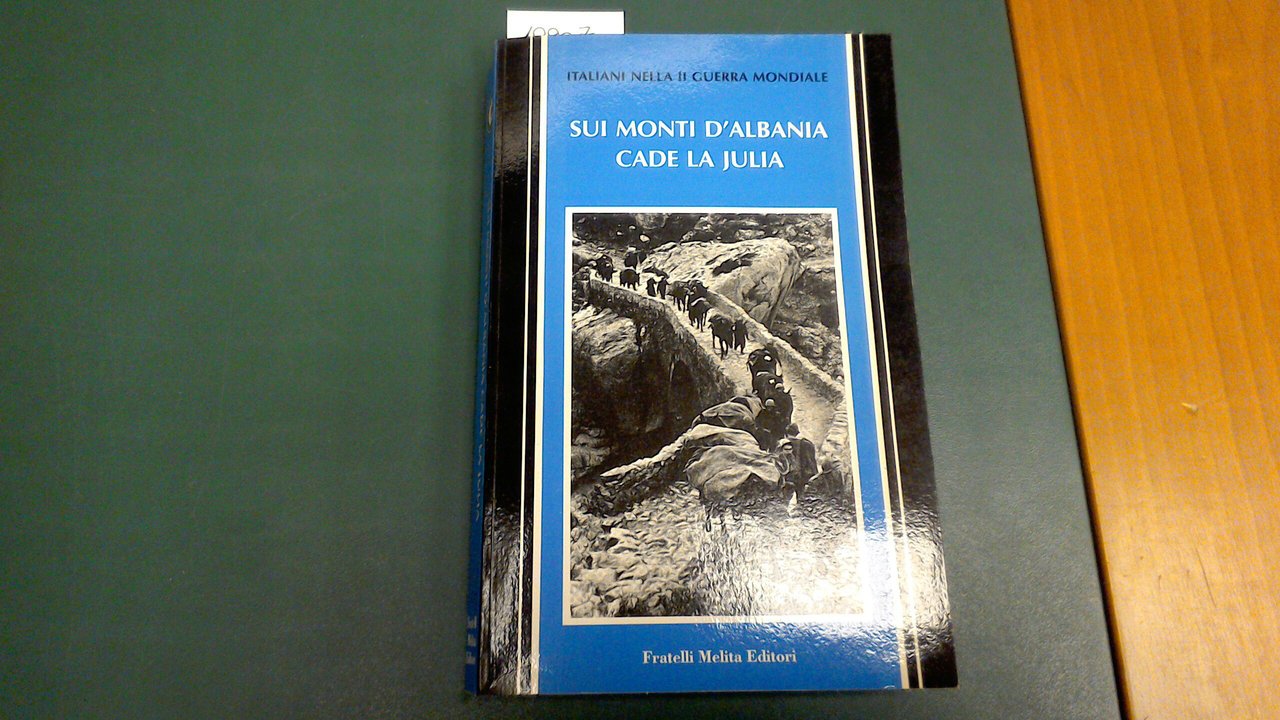 ITALIANI NELLA II GUERRA MONDIALE
SUI MONTI D'ALBANIA
CADE LA JULIA
Fratelli Melita Editori